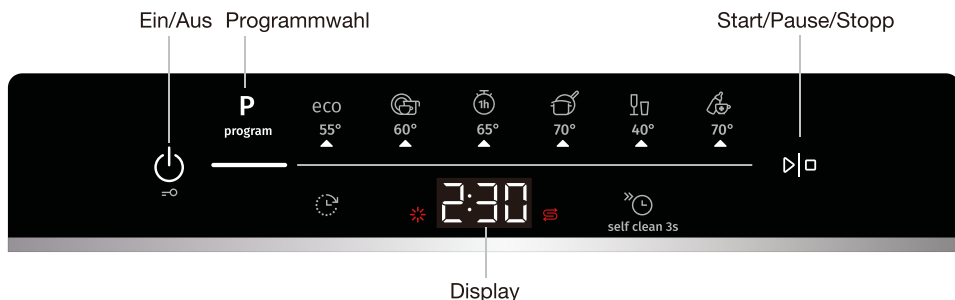 Ein/Aus Programmwahl Start/Pause/Stopp
P
program
eco
1h
55° 60° 65° 70° 40° 70°
2:30
self clean 3s
Display